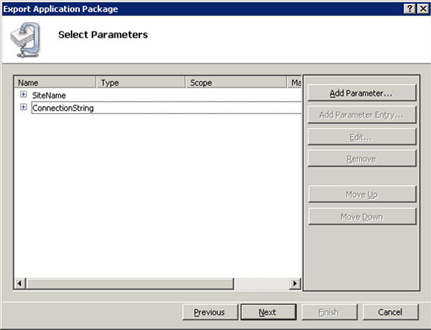 Export Application Package
Select Parameters
Name Type Scope Ma
SiteName
ConnectionString
Add Parameter...
Add Parameter Entry...
Edit...
Remove
Move Up
Move Down
Previous Next Finish Cancel